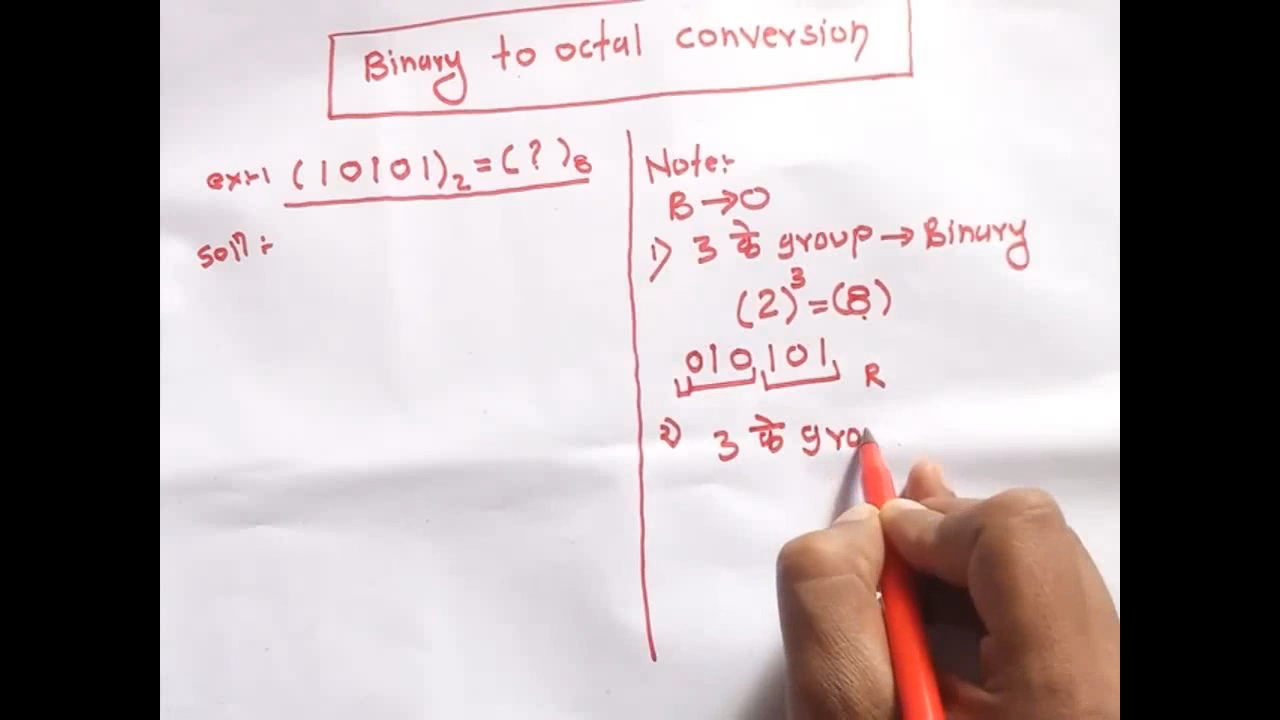 Binary to octal conversion
ex:-1 (10101)₂ = (?)₈
solⁿ :-
Note:-
B → O
1) 3 के group → Binary
(2)³ = (8)
010 101 R
2) 3 के gro